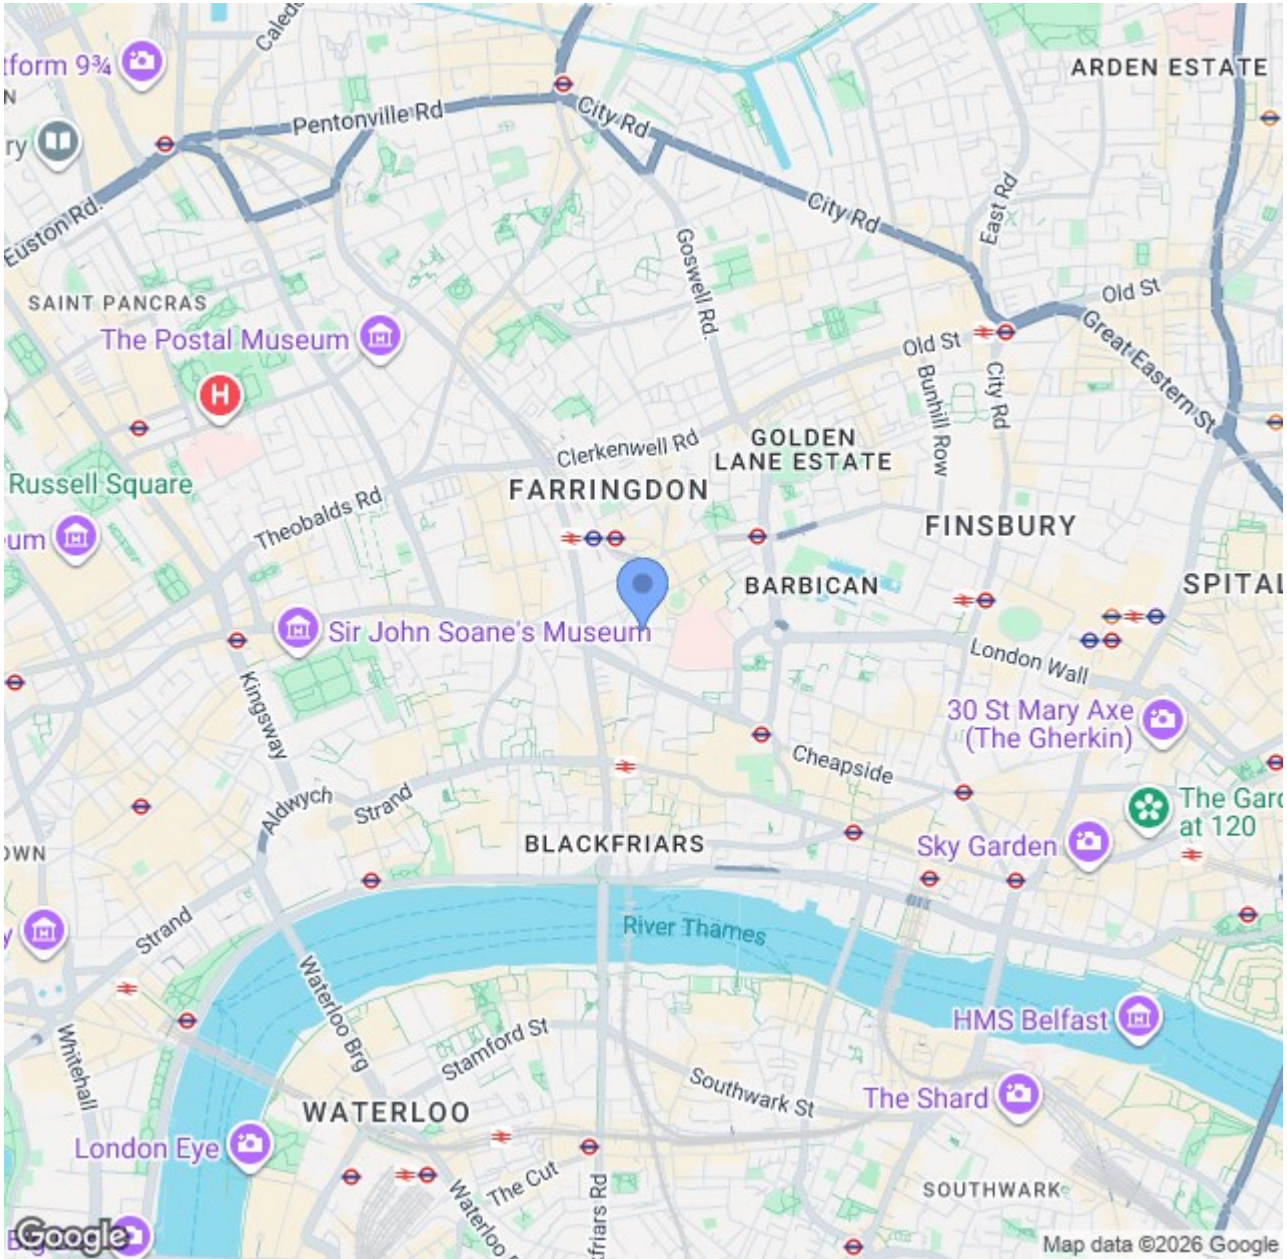 tform 9¾
Caledo
ARDEN ESTATE
N
ry
Pentonville Rd
City Rd
Euston Rd.
City Rd
East Rd
Goswell Rd.
SAINT PANCRAS
Old St
The Postal Museum
Old St
Great Eastern St
H
Bunhill Row
City Rd
Clerkenwell Rd
GOLDEN
LANE ESTATE
Russell Square
FARRINGDON
Theobalds Rd
FINSBURY
um
BARBICAN
SPITAL
Sir John Soane's Museum
London Wall
Kingsway
30 St Mary Axe
(The Gherkin)
Cheapside
Aldwych
Strand
The Gard
at 120
BLACKFRIARS
Sky Garden
OWN
Strand
River Thames
y
Waterloo Brg
HMS Belfast
Whitehall
Stamford St
Southwark St
The Shard
WATERLOO
London Eye
The Cut
SOUTHWARK
Waterloo
kfriars Rd
Google
Map data ©2026 Google